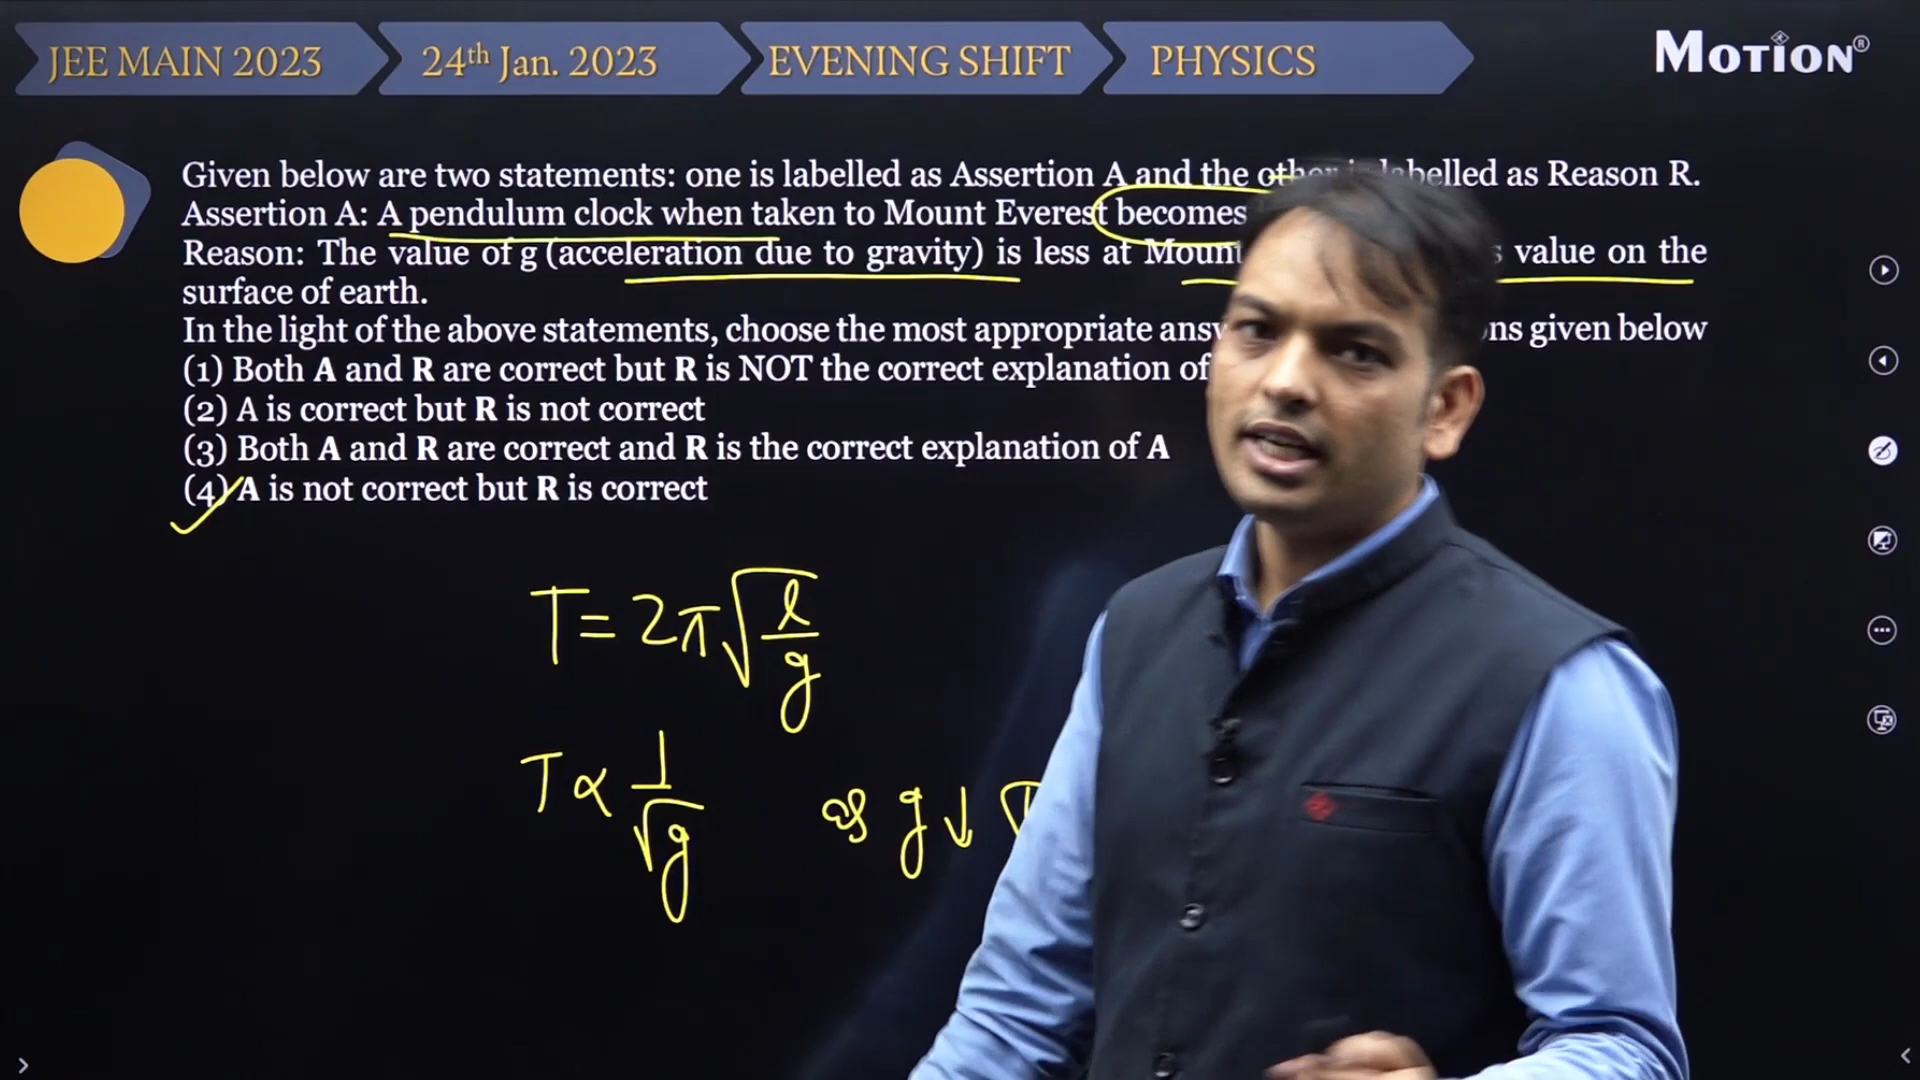 JEE MAIN 2023
24th Jan. 2023
EVENING SHIFT
PHYSICS
MOTION®
Given below are two statements: one is labelled as Assertion A and the other is labelled as Reason R.
Assertion A: A pendulum clock when taken to Mount Everest becomes
Reason: The value of g (acceleration due to gravity) is less at Mount value on the
surface of earth.
In the light of the above statements, choose the most appropriate given below
(1) Both A and R are correct but R is NOT the correct explanation of
(2) A is correct but R is not correct
(3) Both A and R are correct and R is the correct explanation of A
(4) A is not correct but R is correct
T = 2π√(l/g)
T ∝ 1/√g
g↓